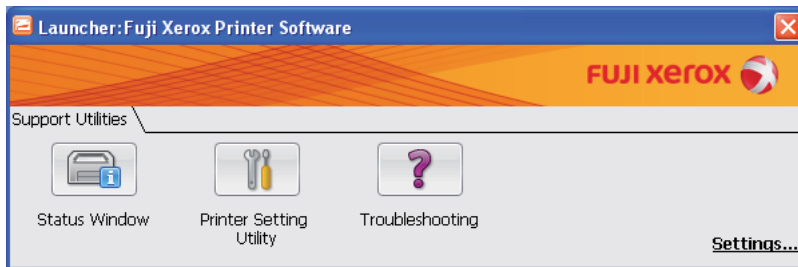 Launcher:Fuji Xerox Printer Software
FUJI xerox
Support Utilities
Status Window
Printer Setting
Utility
Troubleshooting
Settings...